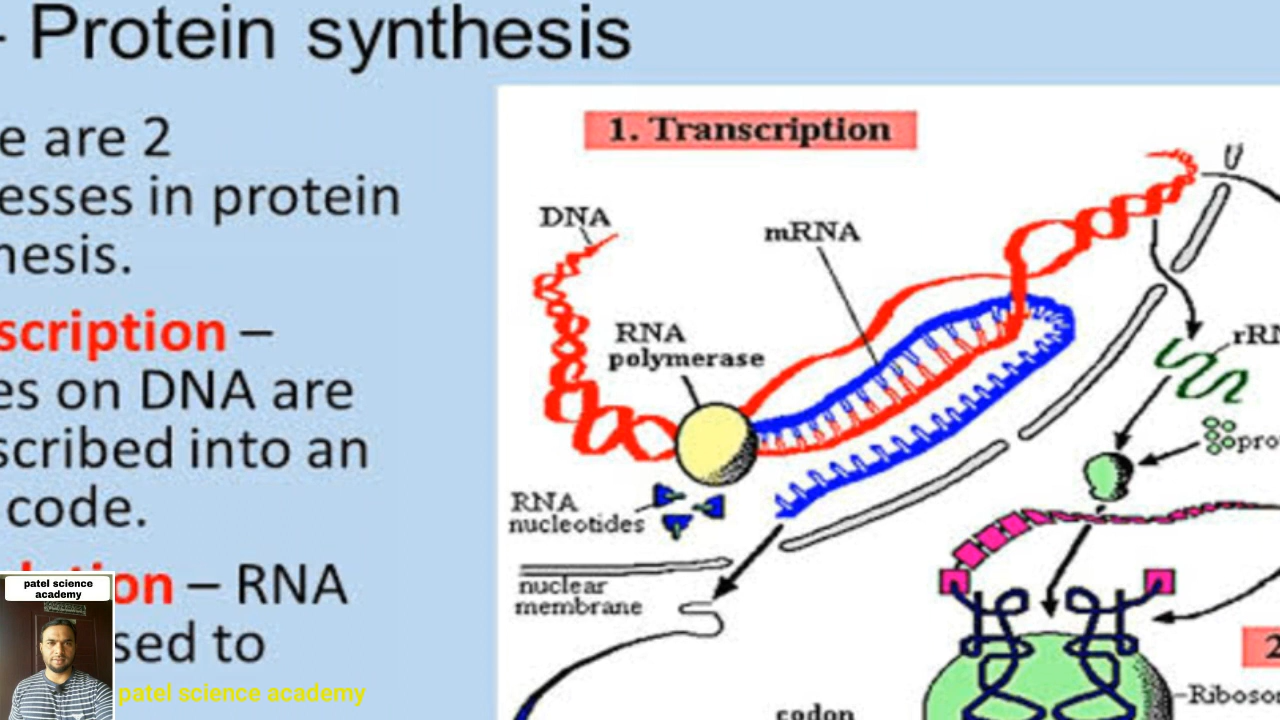 - Protein synthesis
e are 2
esses in protein
hesis.
scription –
es on DNA are
scribed into an
code.
lation – RNA
sed to
patel science
academy
patel science academy
1. Transcription
DNA
mRNA
RNA
polymerase
RNA
nucleotides
nuclear
membrane
rRN
pro
2
Ribosor
codon